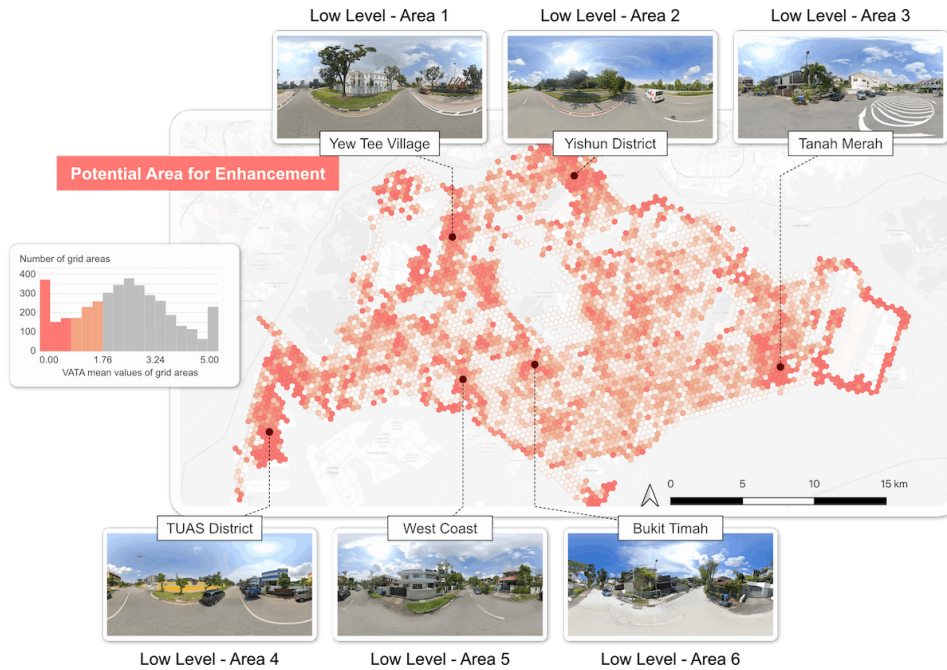 Low Level - Area 1
Low Level - Area 2
Low Level - Area 3
Yew Tee Village
Yishun District
Tanah Merah
Potential Area for Enhancement
Number of grid areas
400
300
200
100
0
0.00
1.76
3.24
5.00
VATA mean values of grid areas
0
5
10
15 km
TUAS District
West Coast
Bukit Timah
Low Level - Area 4
Low Level - Area 5
Low Level - Area 6